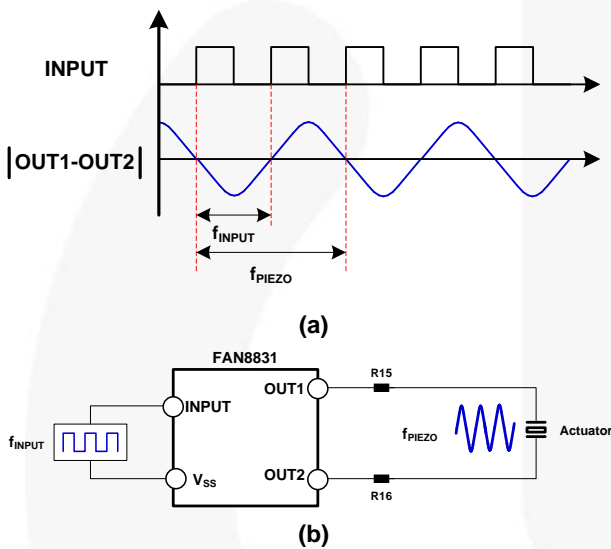 INPUT
|OUT1-OUT2|
fINPUT
fPIEZO
(a)
FAN8831
INPUT
OUT1
R15
fINPUT
fPIEZO
Actuator
VSS
OUT2
R16
(b)